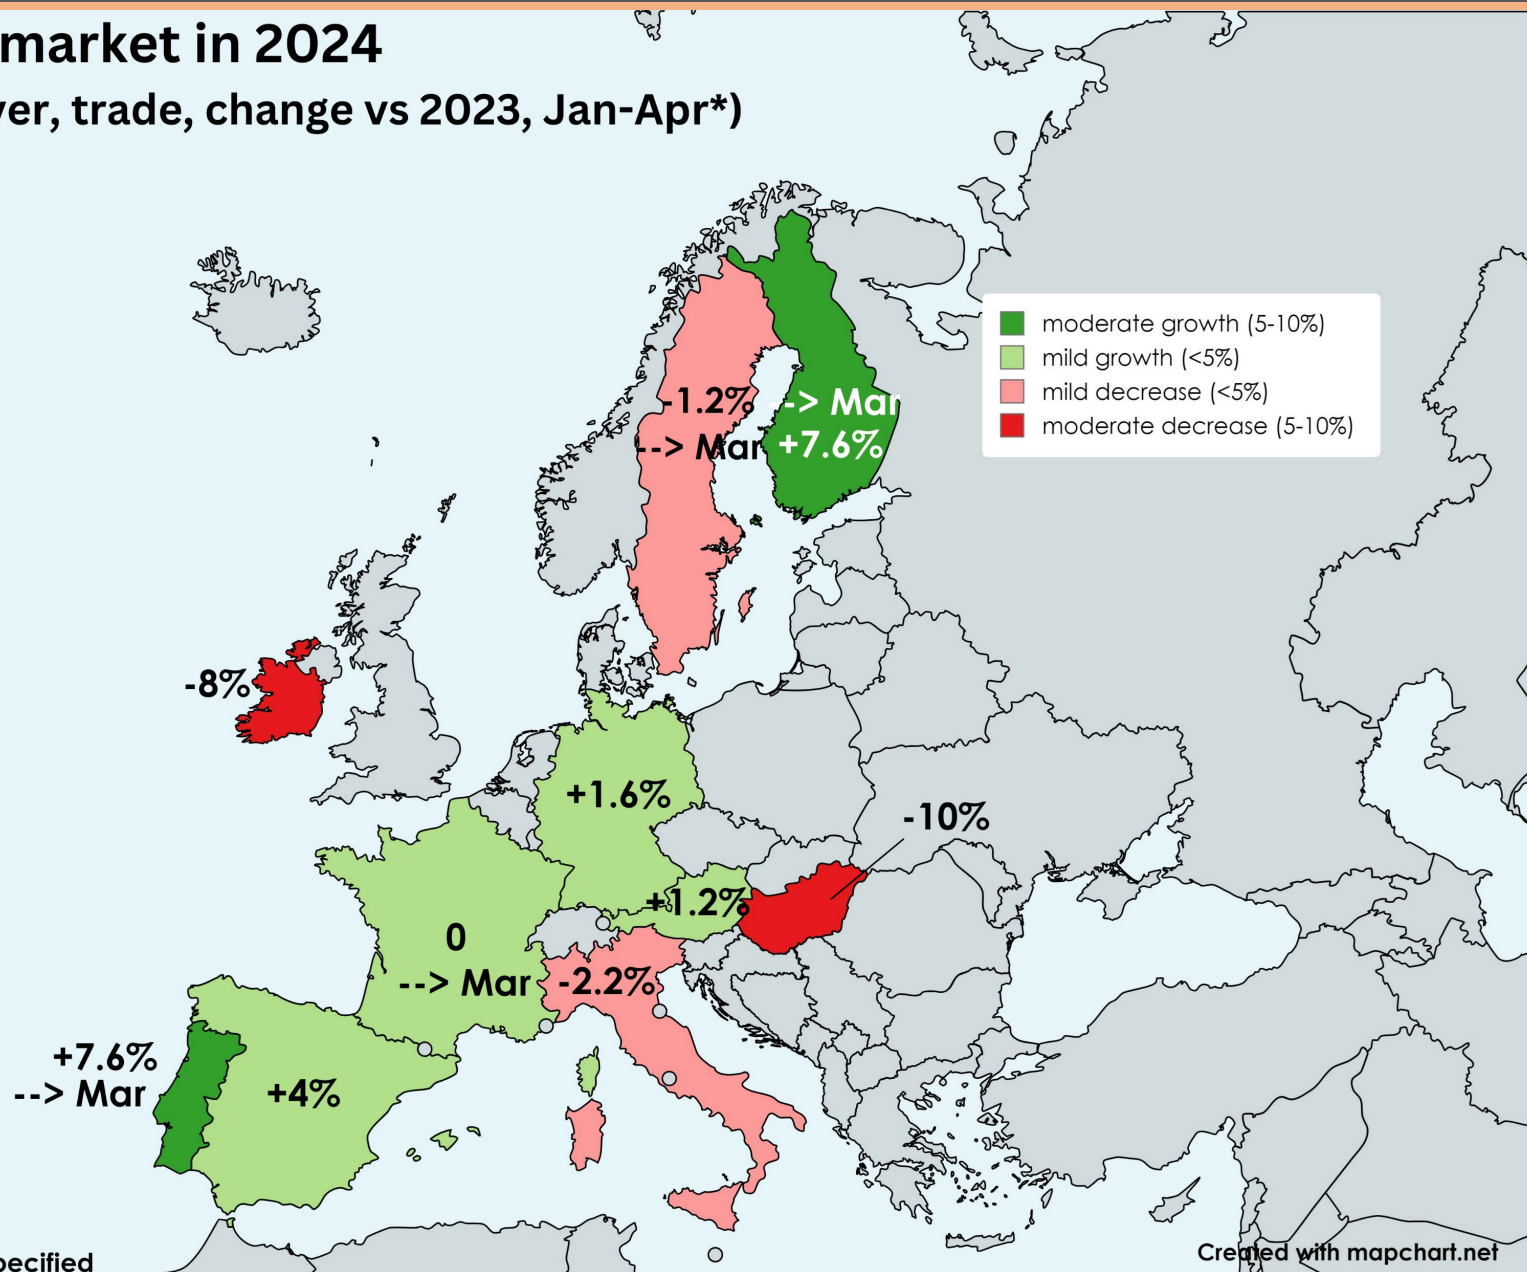 market in 2024
er, trade, change vs 2023, Jan-Apr*)
moderate growth (5-10%)
mild growth (<5%)
mild decrease (<5%)
moderate decrease (5-10%)
-1.2%
--> Mar
--> Mar
+7.6%
-8%
+1.6%
-10%
+1.2%
0
--> Mar
-2.2%
+7.6%
--> Mar
+4%
pecified
Created with mapchart.net